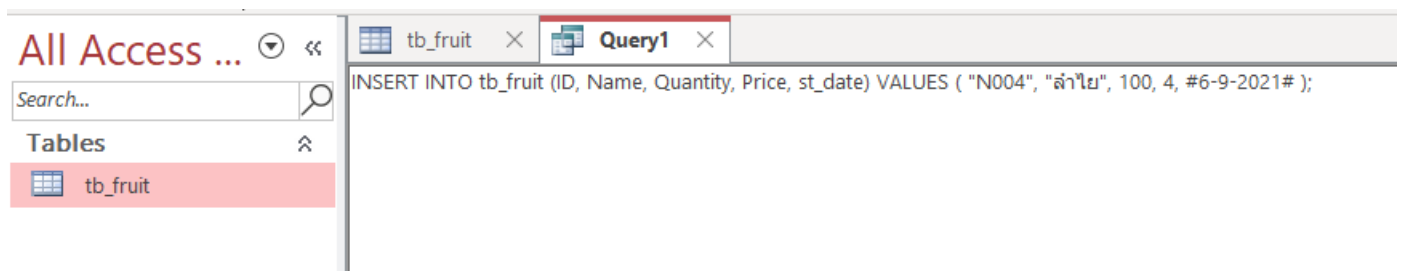 All Access ...
Search...
Tables
tb_fruit
tb_fruit
Query1
INSERT INTO tb_fruit (ID, Name, Quantity, Price, st_date) VALUES ( "N004", "ลำไย", 100, 4, #6-9-2021# );